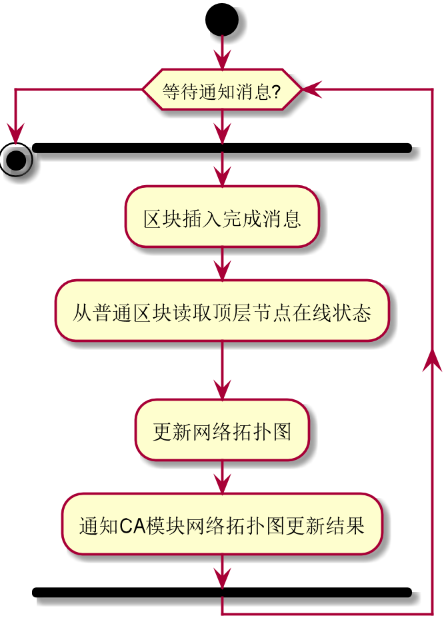 等待通知消息?
区块插入完成消息
从普通区块读取顶层节点在线状态
更新网络拓扑图
通知CA模块网络拓扑图更新结果